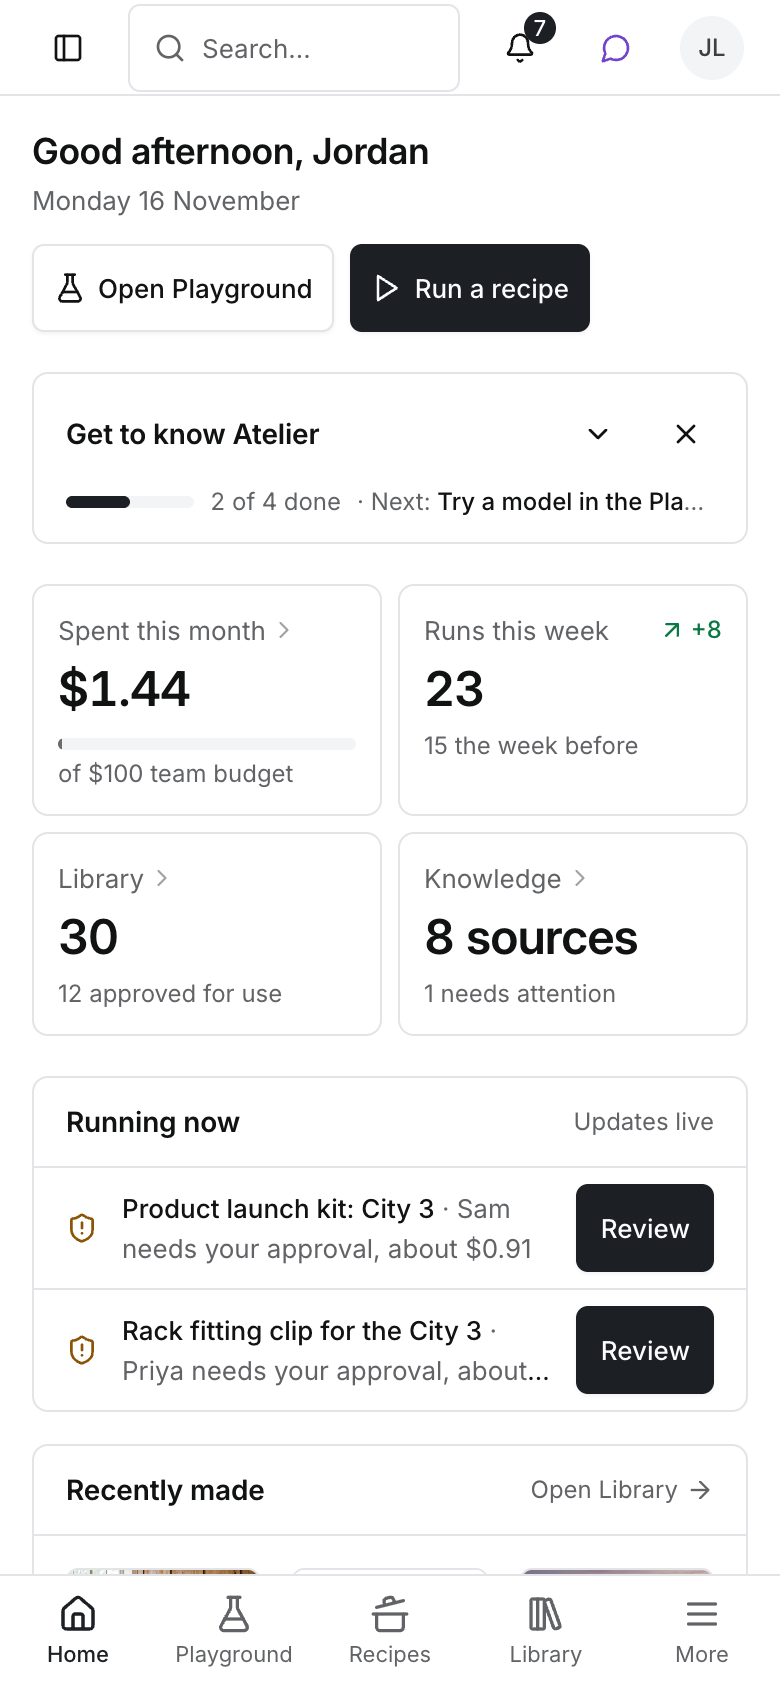 Search...
7
JL
Good afternoon, Jordan
Monday 16 November
Open Playground
Run a recipe
Get to know Atelier
2 of 4 done · Next: Try a model in the Pla...
Spent this month
$1.44
of $100 team budget
Runs this week
+8
23
15 the week before
Library
30
12 approved for use
Knowledge
8 sources
1 needs attention
Running now
Updates live
Product launch kit: City 3 · Sam
needs your approval, about $0.91
Review
Rack fitting clip for the City 3 ·
Priya needs your approval, about...
Review
Recently made
Open Library
Home
Playground
Recipes
Library
More